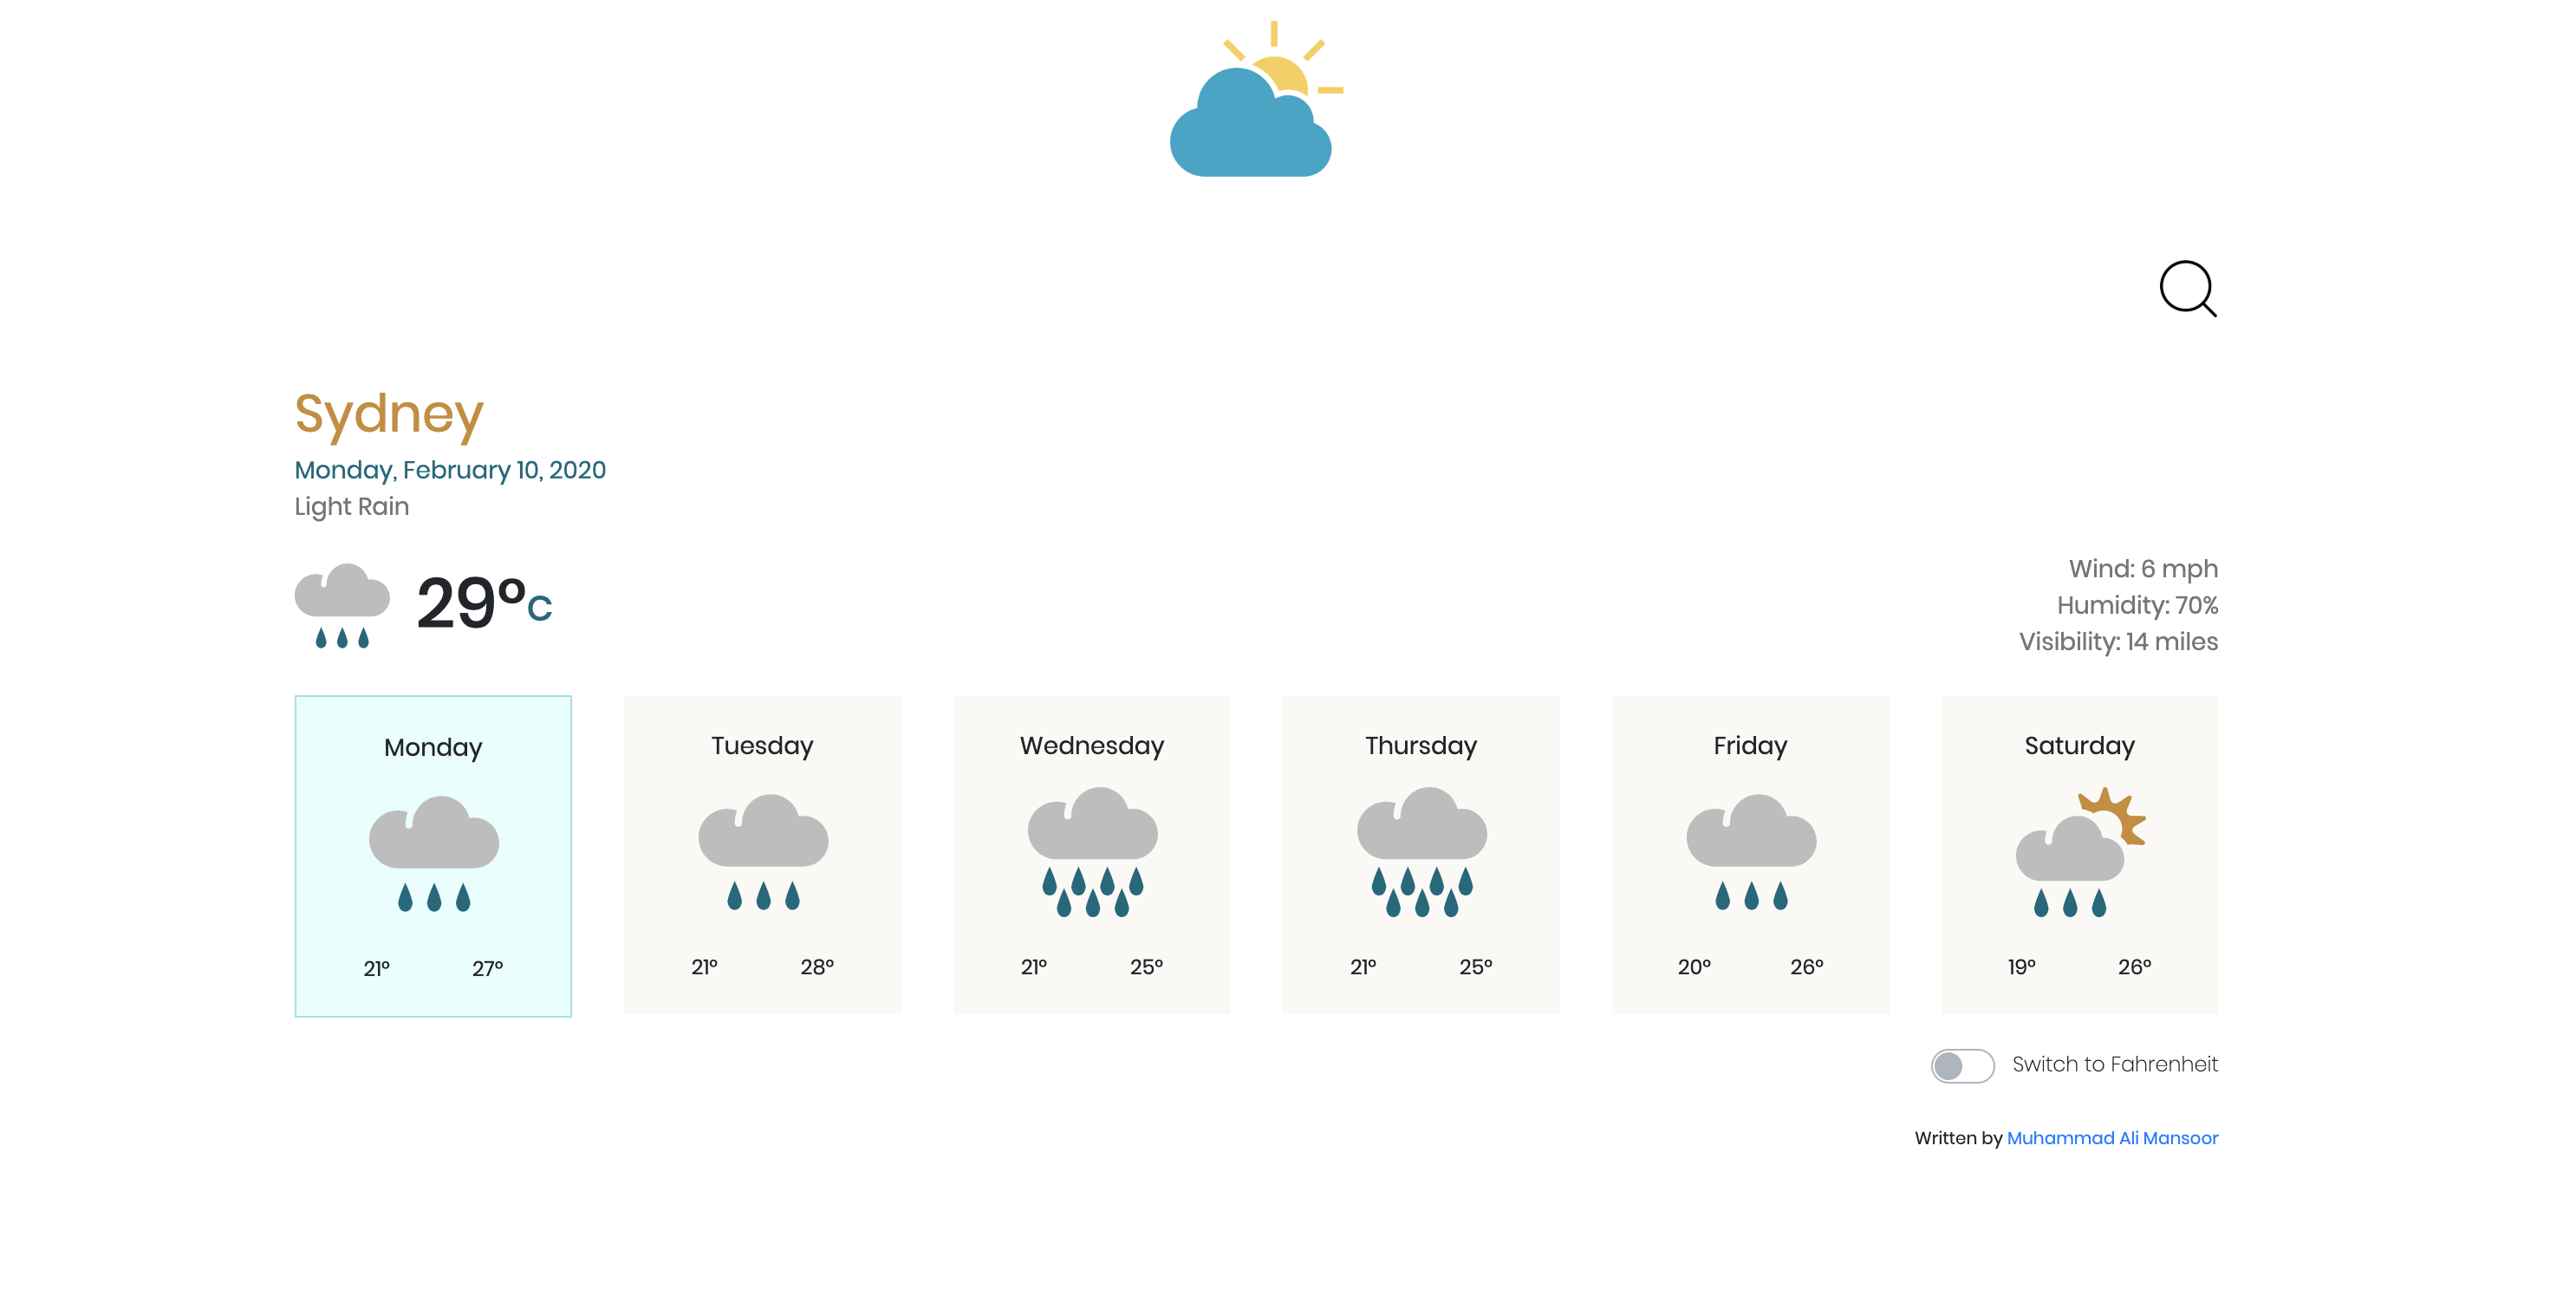 Sydney
Monday, February 10, 2020
Light Rain
29°C
Wind: 6 mph
Humidity: 70%
Visibility: 14 miles
Monday
21° 27°
Tuesday
21° 28°
Wednesday
21° 25°
Thursday
21° 25°
Friday
20° 26°
Saturday
19° 26°
Switch to Fahrenheit
Written by Muhammad Ali Mansoor